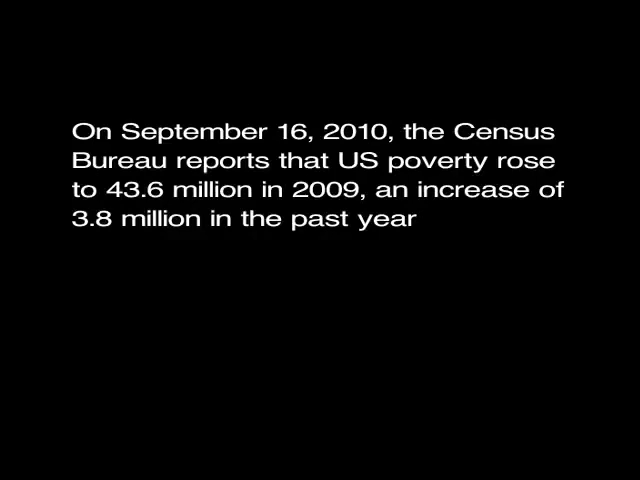 On September 16, 2010, the Census
Bureau reports that US poverty rose
to 43.6 million in 2009, an increase of
3.8 million in the past year